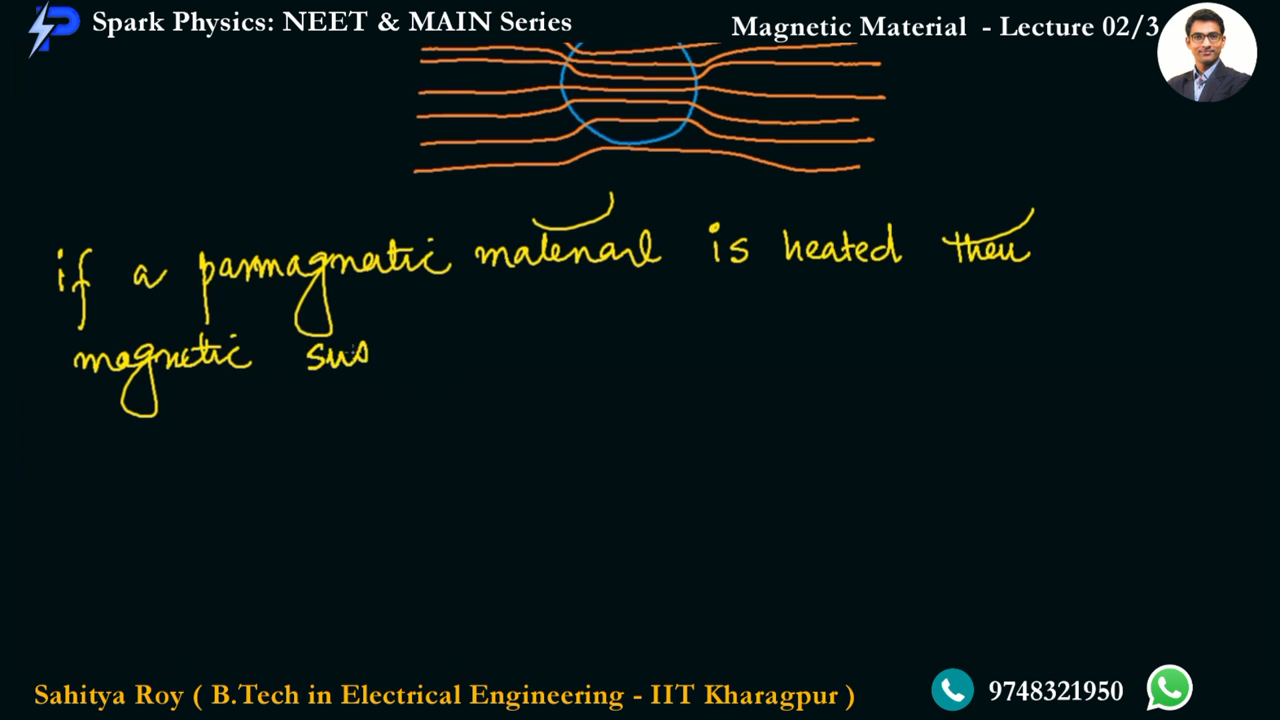 Spark Physics: NEET & MAIN Series
Magnetic Material - Lecture 02/3
if a parmagnatic matenarl is heated then
magnetic sus
Sahitya Roy ( B.Tech in Electrical Engineering - IIT Kharagpur )
9748321950